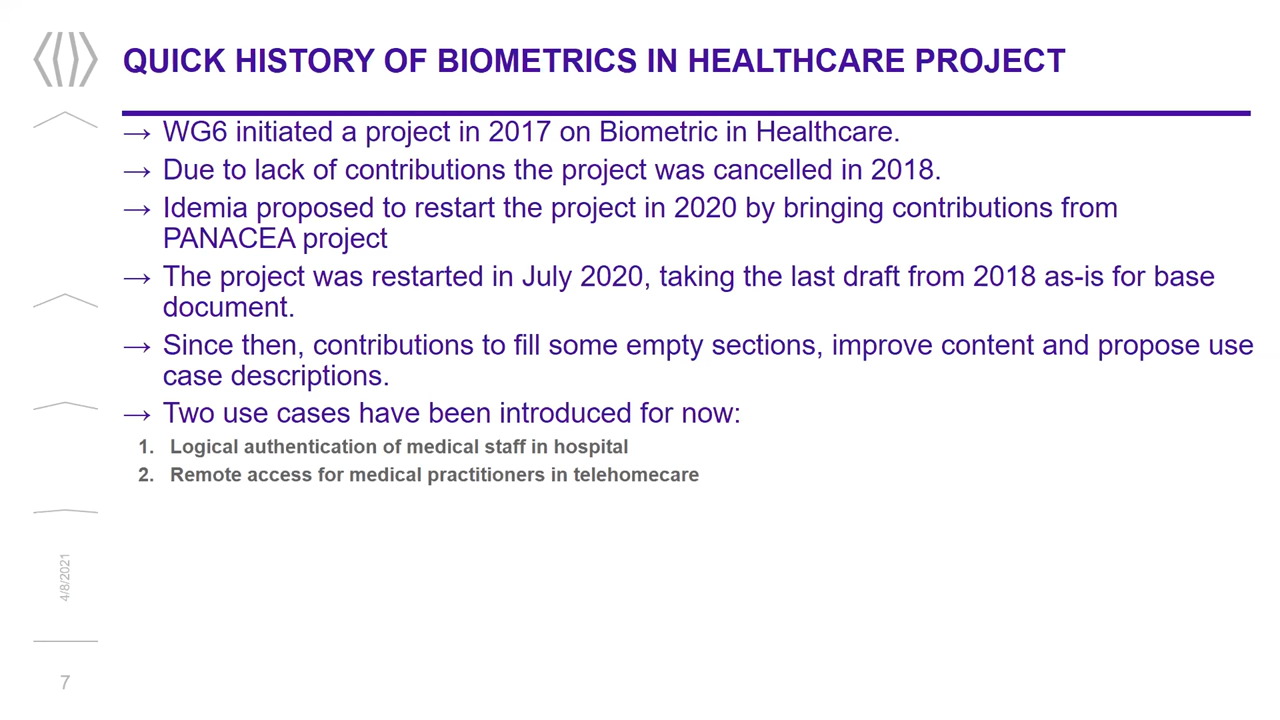 QUICK HISTORY OF BIOMETRICS IN HEALTHCARE PROJECT
→ WG6 initiated a project in 2017 on Biometric in Healthcare.
→ Due to lack of contributions the project was cancelled in 2018.
→ Idemia proposed to restart the project in 2020 by bringing contributions from
PANACEA project
→ The project was restarted in July 2020, taking the last draft from 2018 as-is for base
document.
→ Since then, contributions to fill some empty sections, improve content and propose use
case descriptions.
→ Two use cases have been introduced for now:
1. Logical authentication of medical staff in hospital
2. Remote access for medical practitioners in telehomecare
4/8/2021
7